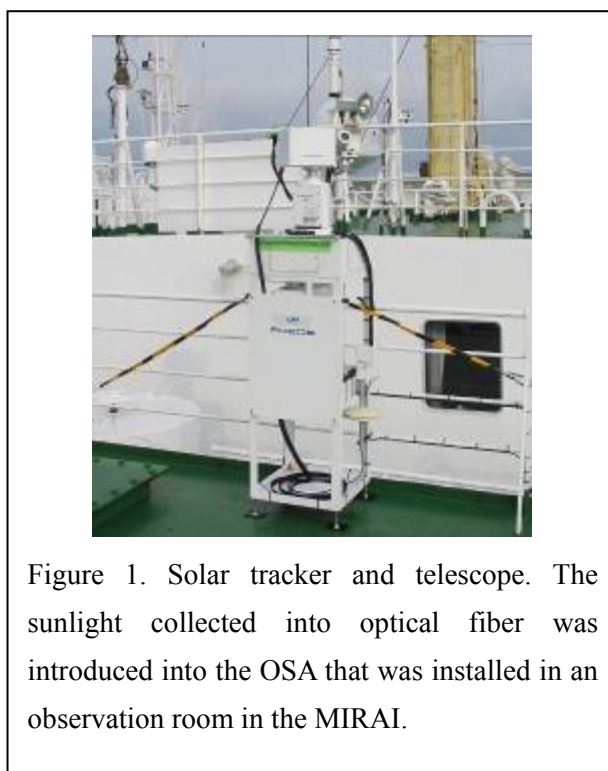 Figure 1. Solar tracker and telescope. The
sunlight collected into optical fiber was
introduced into the OSA that was installed in an
observation room in the MIRAI.